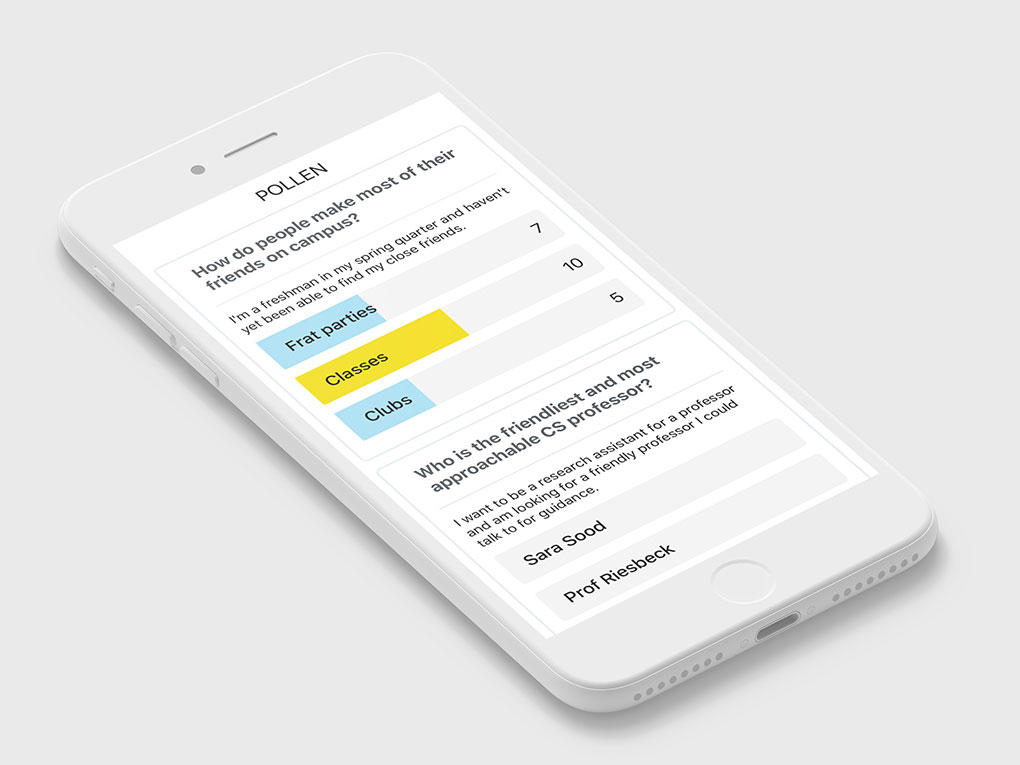 POLLEN
How do people make most of their
friends on campus?
I'm a freshman in my spring quarter and haven't
yet been able to find my close friends.
Frat parties 7
Classes 10
Clubs 5
Who is the friendliest and most
approachable CS professor?
I want to be a research assistant for a professor
and am looking for a friendly professor I could
talk to for guidance.
Sara Sood
Prof Riesbeck